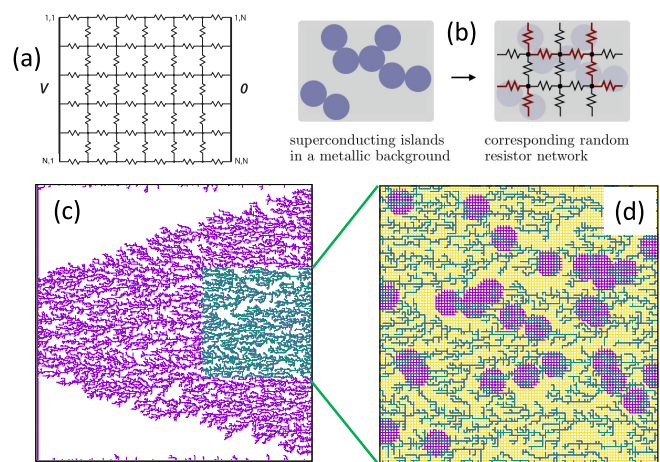 1,1
1,N
(a)
V
0
N,1
N,N
(b)
superconducting islands
in a metallic background
corresponding random
resistor network
(c)
(d)